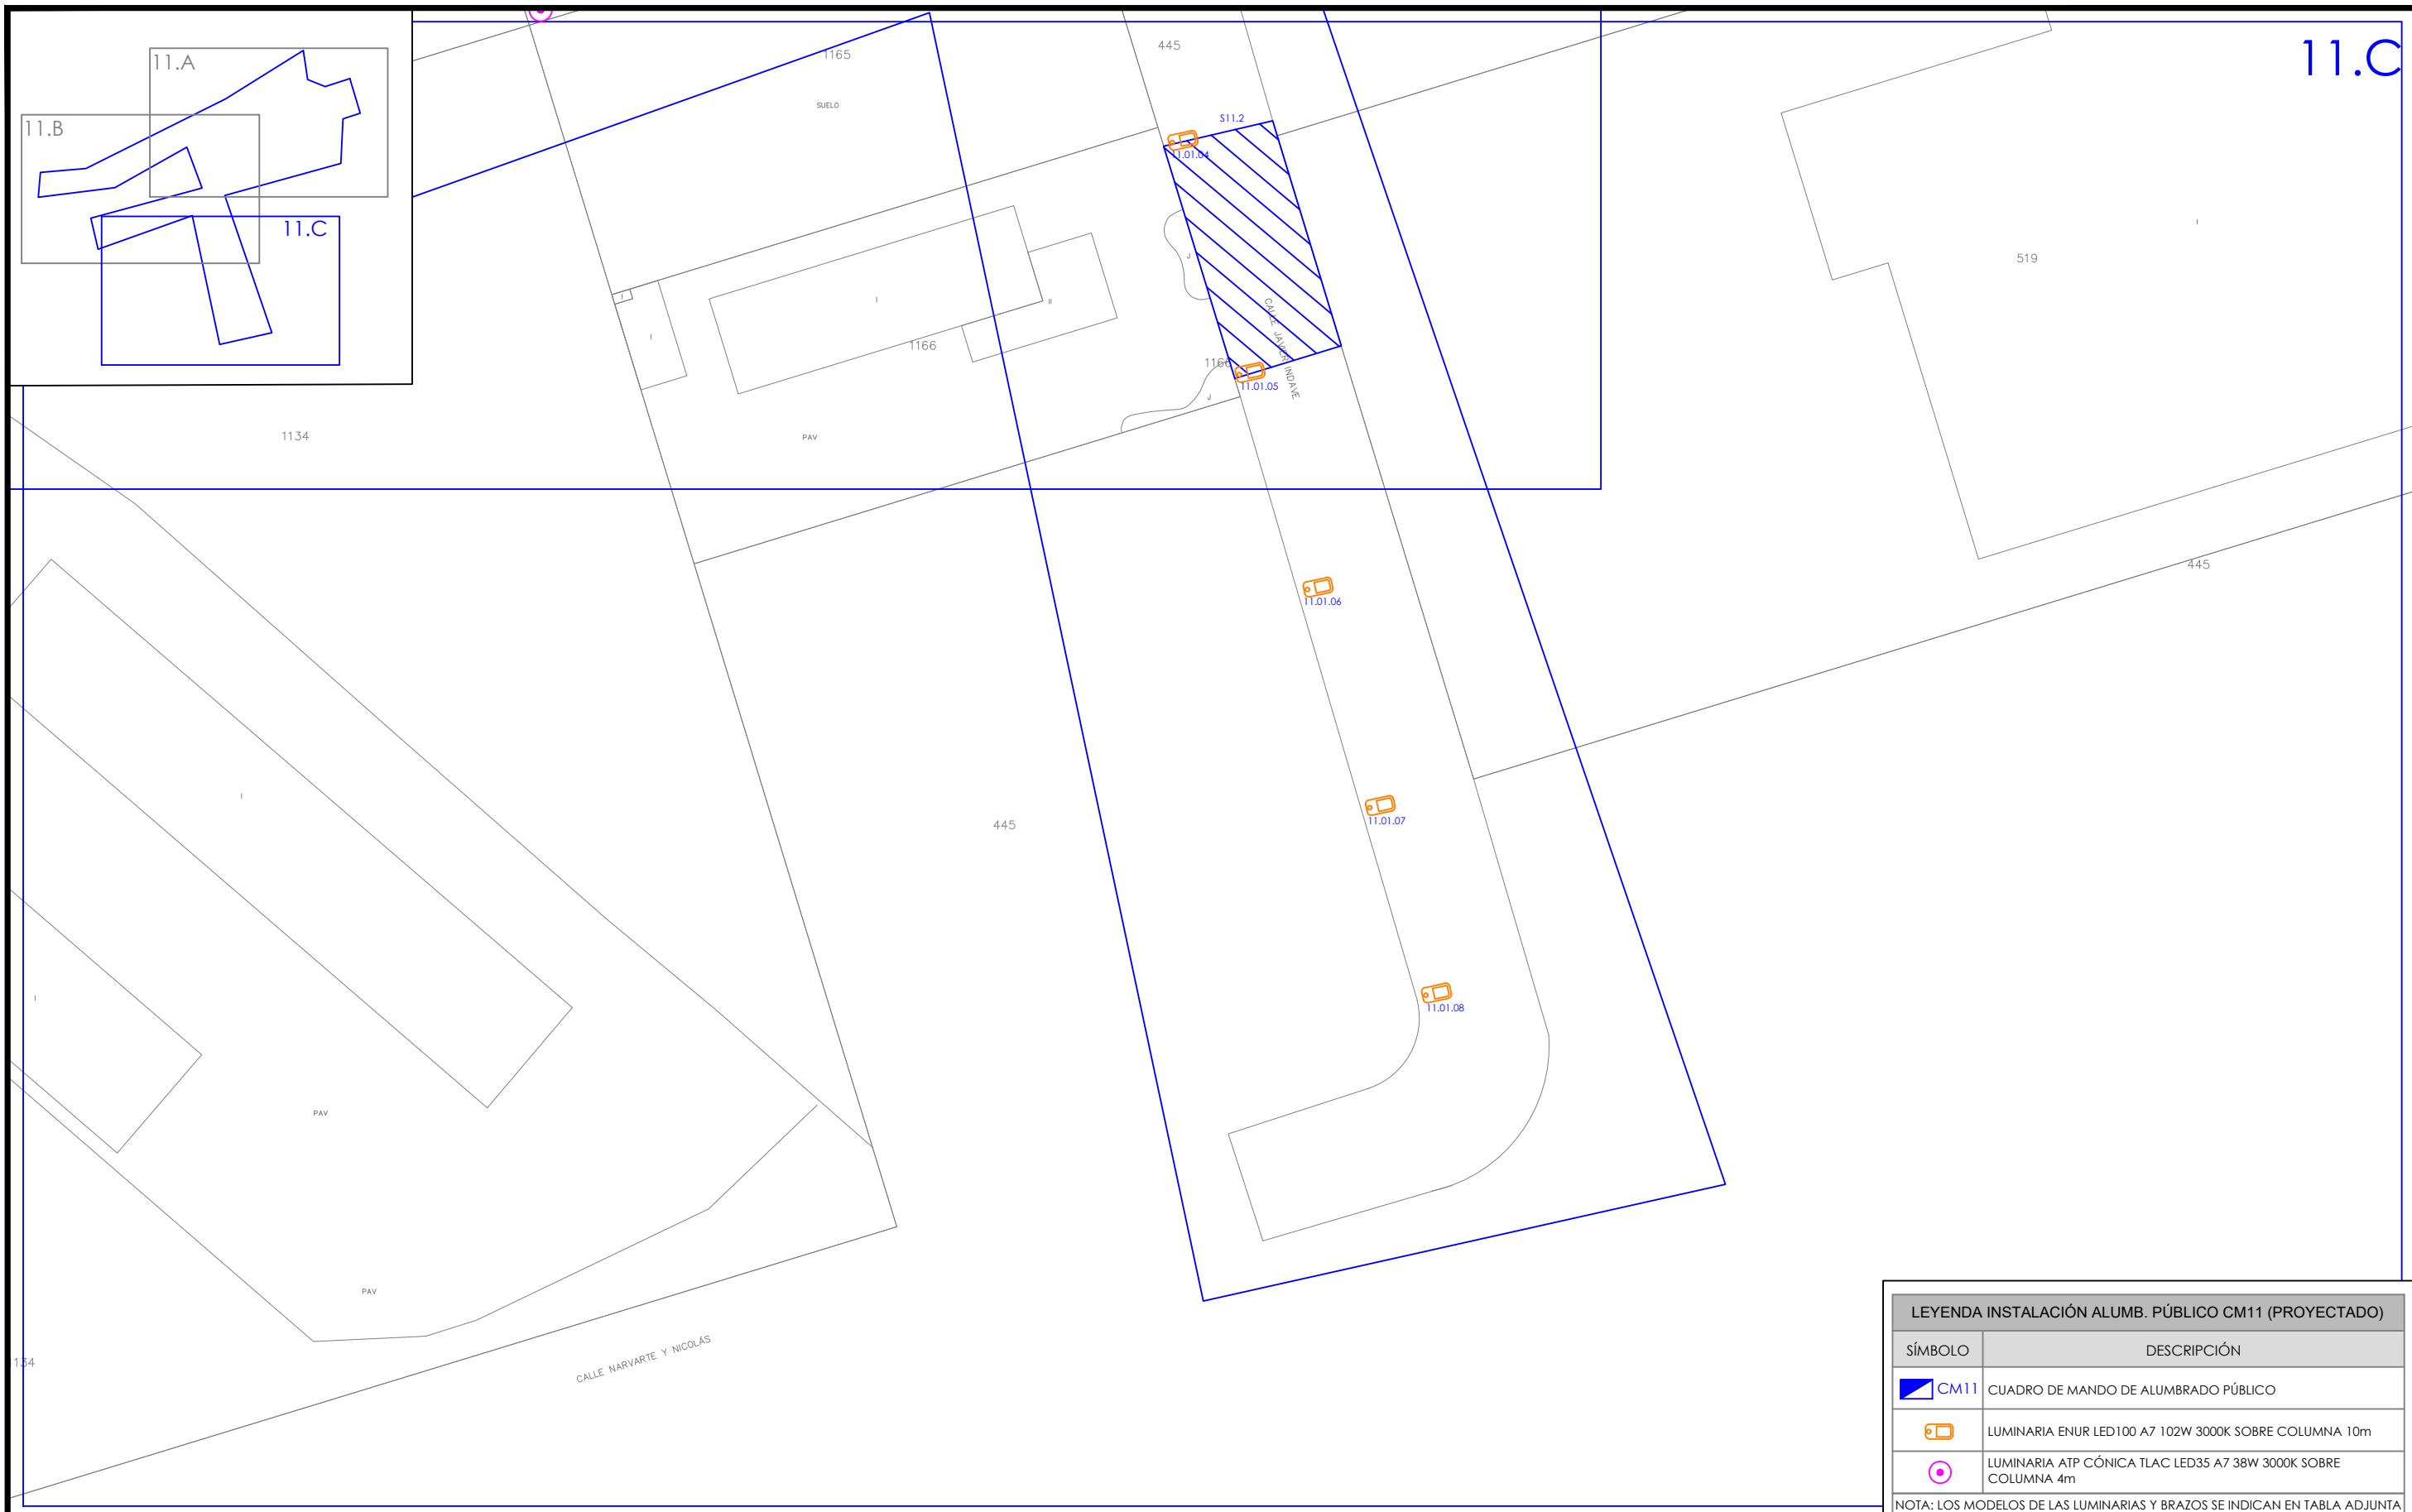 11.A
11.B
11.C
11.C
1165
SUELO
445
S11.2
11.01.04
J
I
519
I
I
I
II
1166
1166
CALLE JAVIER INDAVE
11.01.05
J
PAV
1134
445
11.01.06
I
11.01.07
445
I
11.01.08
PAV
PAV
CALLE NARVARTE Y NICOLÁS
134
LEYENDA INSTALACIÓN ALUMB. PÚBLICO CM11 (PROYECTADO)
SÍMBOLO
DESCRIPCIÓN
CM11
CUADRO DE MANDO DE ALUMBRADO PÚBLICO
LUMINARIA ENUR LED100 A7 102W 3000K SOBRE COLUMNA 10m
LUMINARIA ATP CÓNICA TLAC LED35 A7 38W 3000K SOBRE
COLUMNA 4m
NOTA: LOS MODELOS DE LAS LUMINARIAS Y BRAZOS SE INDICAN EN TABLA ADJUNTA